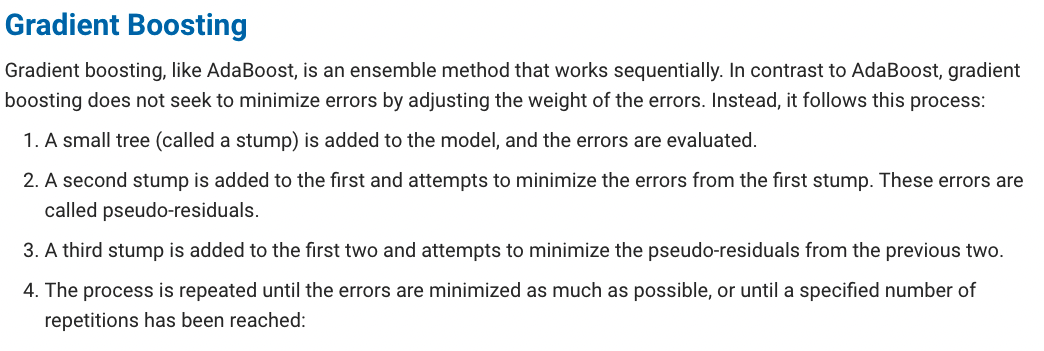 Gradient Boosting
Gradient boosting, like AdaBoost, is an ensemble method that works sequentially. In contrast to AdaBoost, gradient
boosting does not seek to minimize errors by adjusting the weight of the errors. Instead, it follows this process:
1. A small tree (called a stump) is added to the model, and the errors are evaluated.
2. A second stump is added to the first and attempts to minimize the errors from the first stump. These errors are
called pseudo-residuals.
3. A third stump is added to the first two and attempts to minimize the pseudo-residuals from the previous two.
4. The process is repeated until the errors are minimized as much as possible, or until a specified number of
repetitions has been reached: